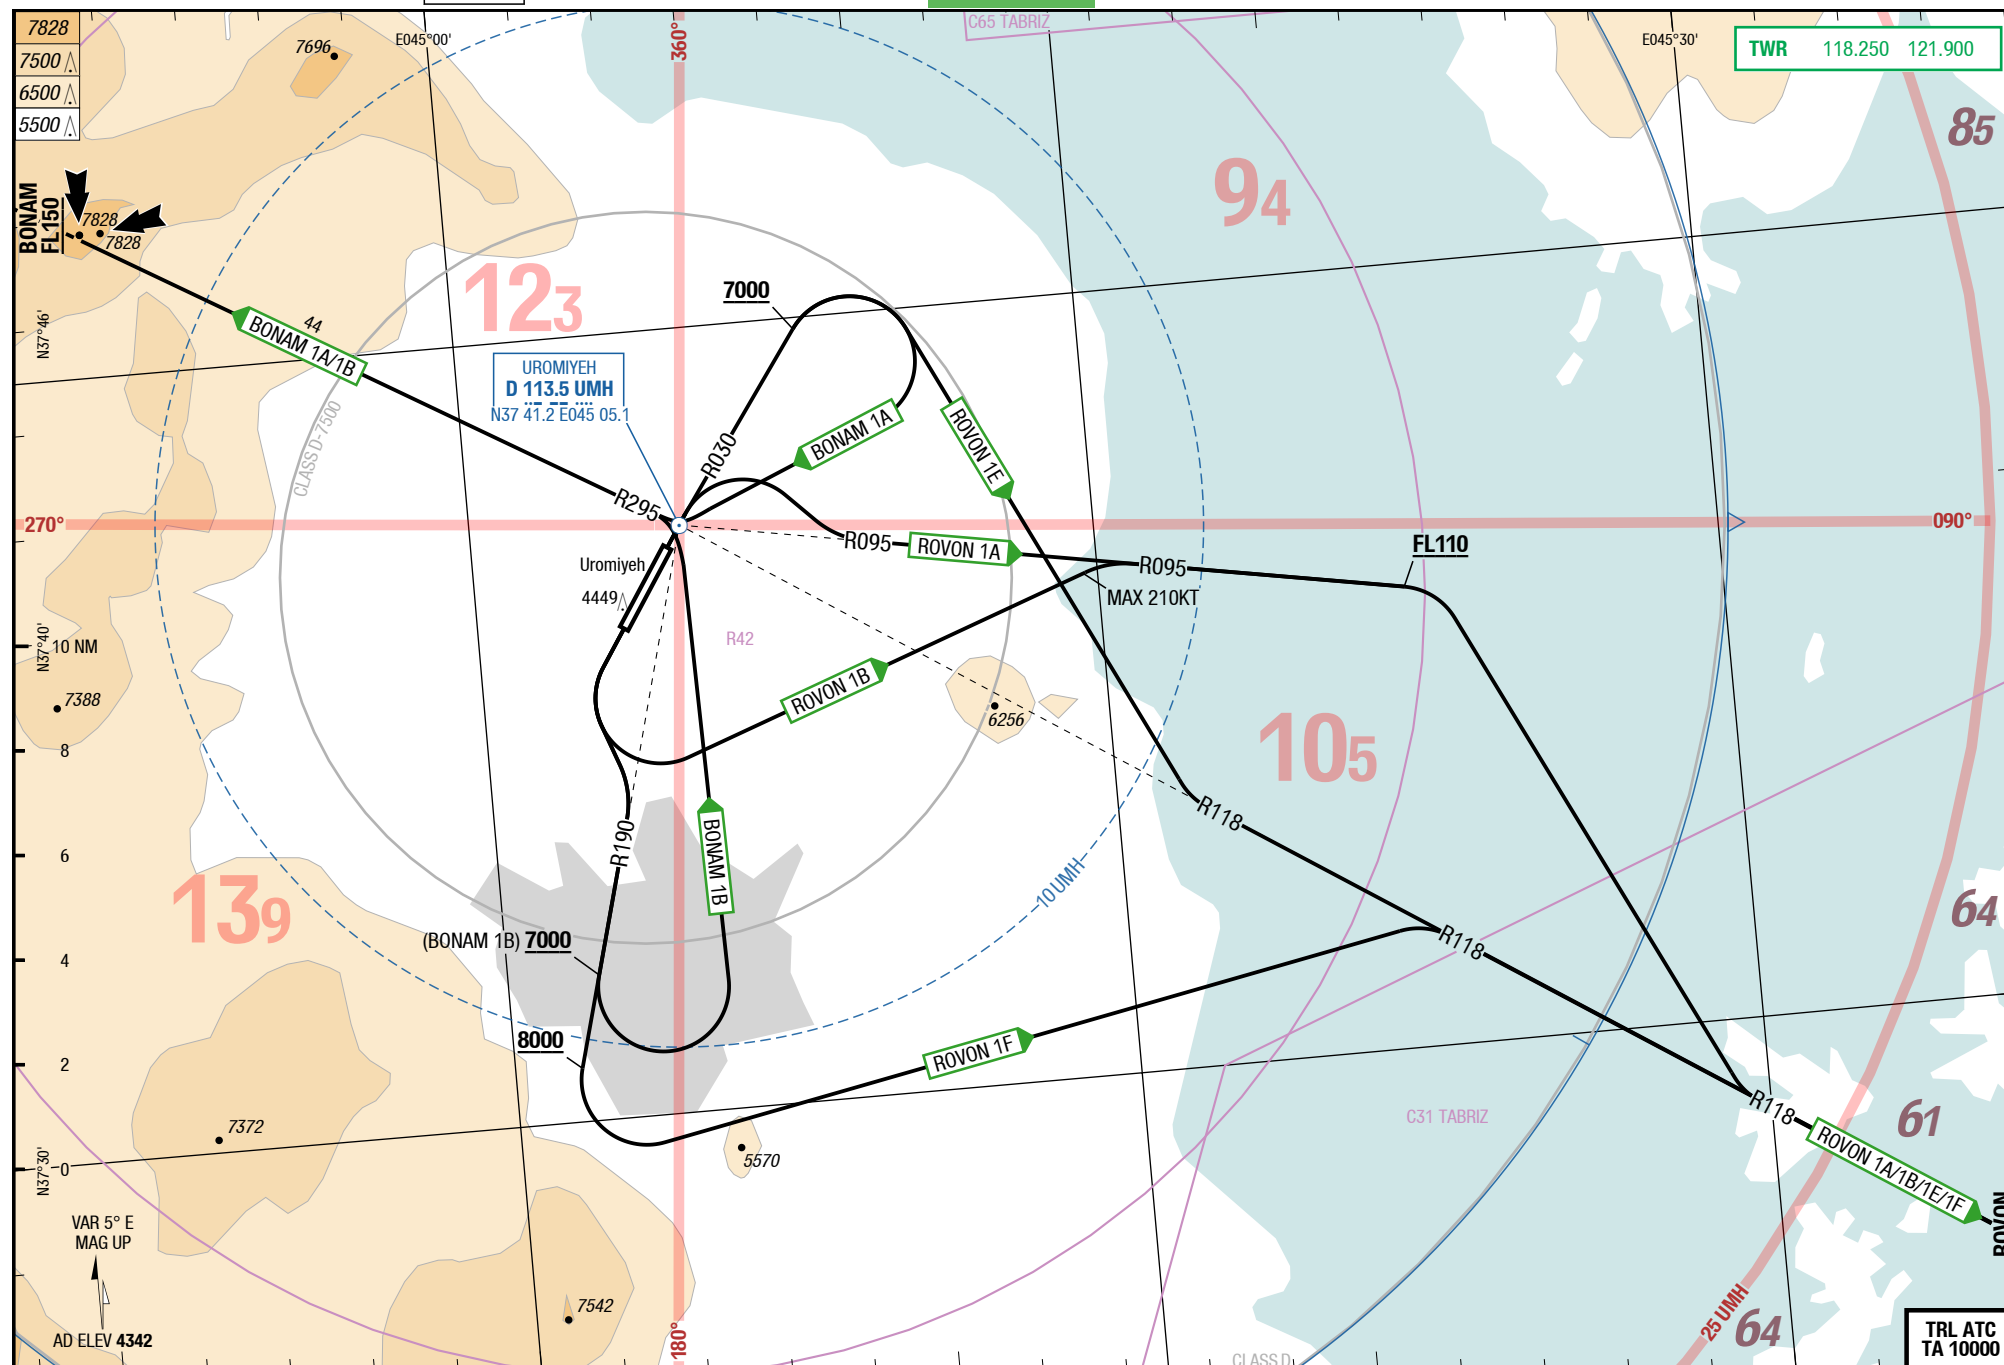 7828
7500
6500
5500
7696
E045°00'
360°
C65 TABRIZ
E045°30'
TWR 118.250 121.900
85
94
BONAM
FL150
7828
7828
123
7000
N37°46'
44
BONAM 1A/1B
UROMIYEH
D 113.5 UMH
N37 41.2 E045 05.1
CLASS D-7500
R030
BONAM 1A
ROVON 1E
R295
270°
090°
R095
ROVON 1A
R095
FL110
MAX 210KT
Uromiyeh
4449
R42
N37°40'
10 NM
7388
ROVON 1B
6256
105
8
R118
R190
BONAM 1B
6
10 UMH
139
64
(BONAM 1B) 7000
R118
4
8000
ROVON 1F
2
7372
C31 TABRIZ
R118
61
ROVON 1A/1B/1E/1F
5570
N37°30'
0
ROVON
VAR 5° E
MAG UP
7542
AD ELEV 4342
180°
25 UMH
64
CLASS D
TRL ATC
TA 10000